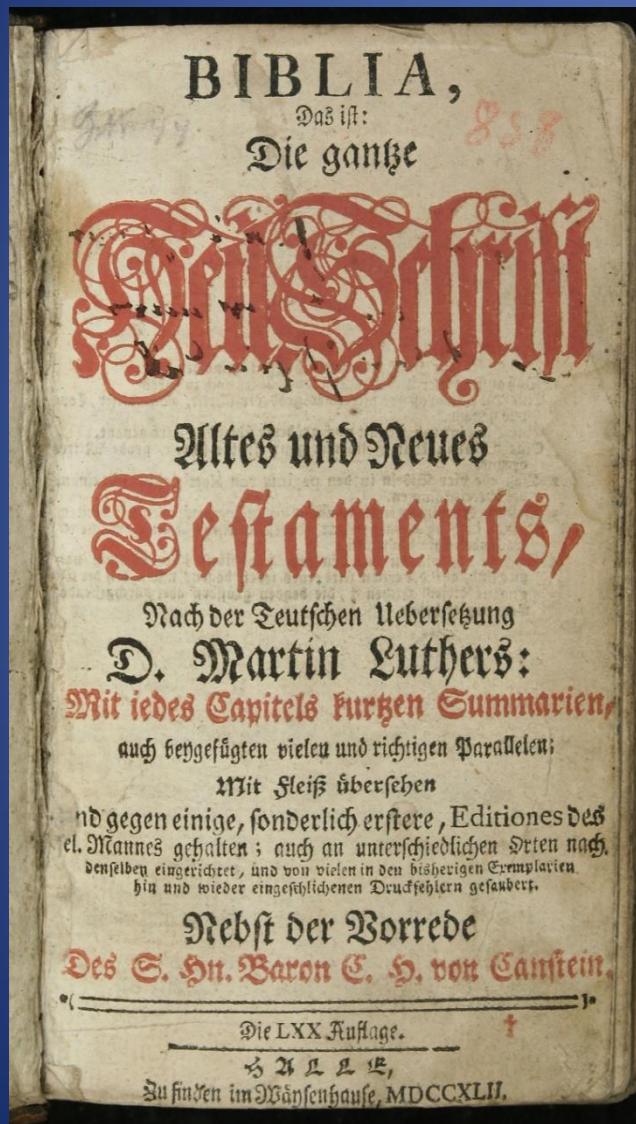 BIBLIA,
Das ist:
Die gantze
Heil. Schrift
Altes und Neues
Testaments,
Nach der Teutschen Uebersetzung
D. Martin Luthers:
Mit iedes Capitels kurtzen Summarien,
auch beygefügten vielen und richtigen Parallelen;
Mit Fleiß übersehen
nd gegen einige, sonderlich erstere, Editiones des
el. Mannes gehalten; auch an unterschiedlichen Orten nach
denselben eingerichtet, und von vielen in den bisherigen Exemplarien
hin und wieder eingeschlichenen Druckfehlern gesaubert.
Nebst der Vorrede
Des S. Hn. Baron C. H. von Canstein.
Die LXX Auflage.
HALLE,
Zu finden im Wäysenhause, MDCCXLII.